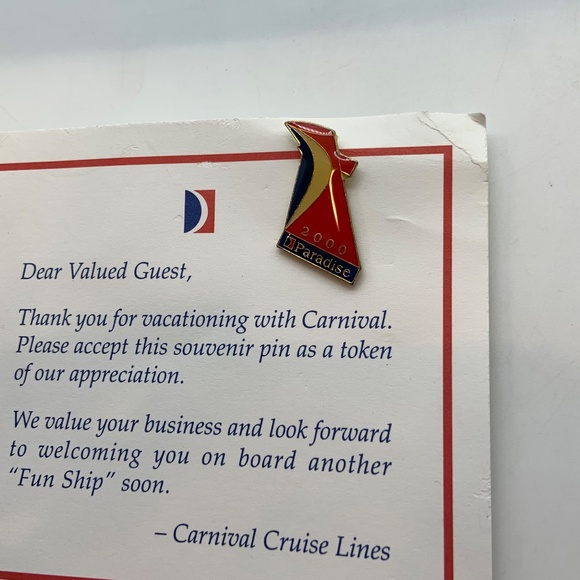 2000
Paradise
Dear Valued Guest,
Thank you for vacationing with Carnival.
Please accept this souvenir pin as a token
of our appreciation.
We value your business and look forward
to welcoming you on board another
“Fun Ship” soon.
– Carnival Cruise Lines